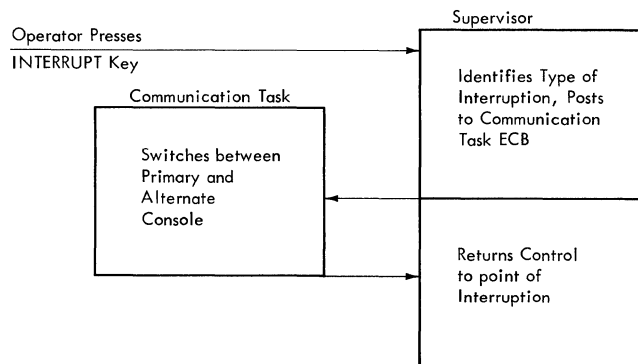 Supervisor
Operator Presses
INTERRUPT Key
Identifies Type of
Interruption, Posts
to Communication
Task ECB
Communication Task
Switches between
Primary and
Alternate
Console
Returns Control
to point of
Interruption